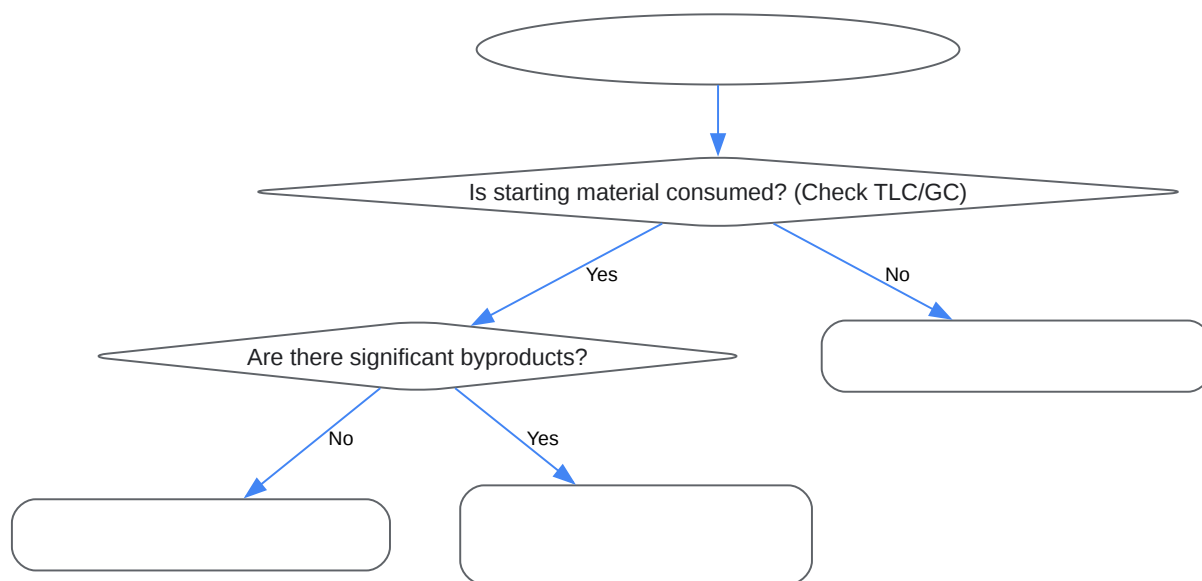 Is starting material consumed? (Check TLC/GC)
Yes
No
Are there significant byproducts?
No
Yes